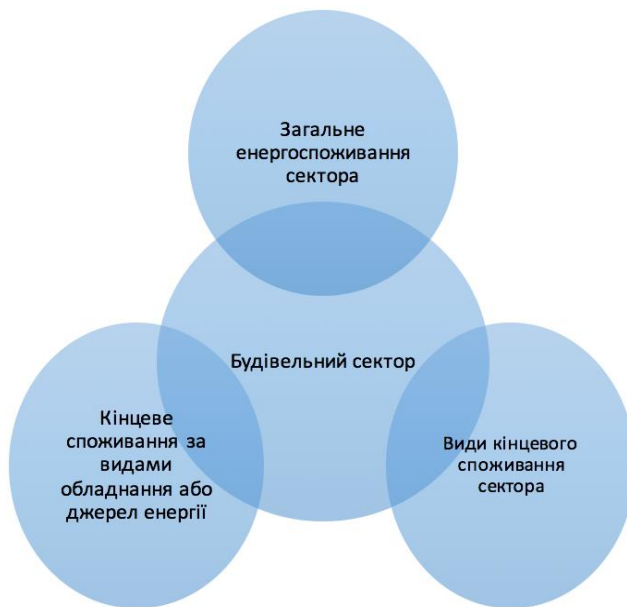 Загальне
енергоспоживання
сектора
Будівельний сектор
Кінцеве
споживання за
видами
обладнання або
джерел енергії
Види кінцевого
споживання
сектора